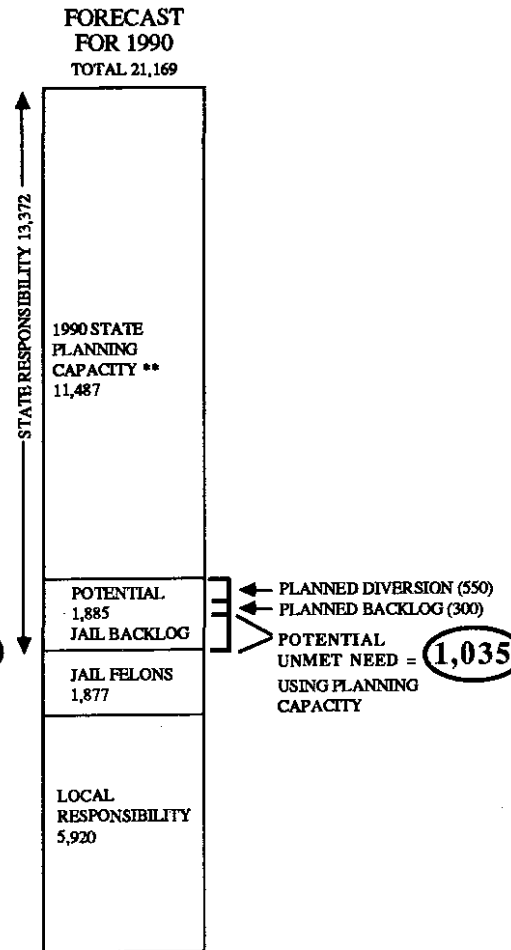 FORECAST
FOR 1990
TOTAL 21,169
STATE RESPONSIBILITY 13,372
1990 STATE
PLANNING
CAPACITY **
11,487
POTENTIAL
1,885
JAIL BACKLOG
PLANNED DIVERSION (550)
PLANNED BACKLOG (300)
POTENTIAL
UNMET NEED = 1,035
USING PLANNING
CAPACITY
JAIL FELONS
1,877
LOCAL
RESPONSIBILITY
5,920